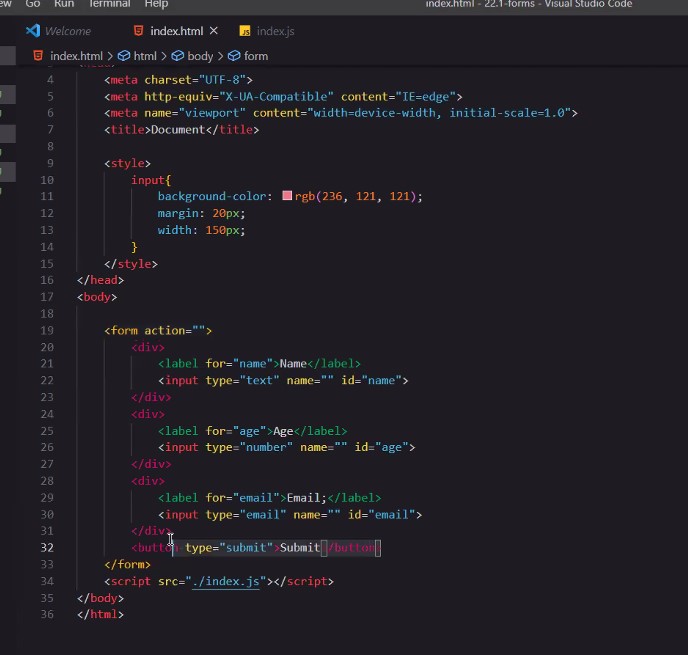 Go Run Terminal Help index.html - 22.1-forms - Visual Studio Code
Welcome index.html index.js
index.html > html > body > form
4 <meta charset="UTF-8">
5 <meta http-equiv="X-UA-Compatible" content="IE=edge">
6 <meta name="viewport" content="width=device-width, initial-scale=1.0">
7 <title>Document</title>
8
9 <style>
10 input{
11 background-color: rgb(236, 121, 121);
12 margin: 20px;
13 width: 150px;
14 }
15 </style>
16 </head>
17 <body>
18
19 <form action="">
20 <div>
21 <label for="name">Name</label>
22 <input type="text" name="" id="name">
23 </div>
24 <div>
25 <label for="age">Age</label>
26 <input type="number" name="" id="age">
27 </div>
28 <div>
29 <label for="email">Email;</label>
30 <input type="email" name="" id="email">
31 </div>
32 <button type="submit">Submit</button>
33 </form>
34 <script src="./index.js"></script>
35 </body>
36 </html>